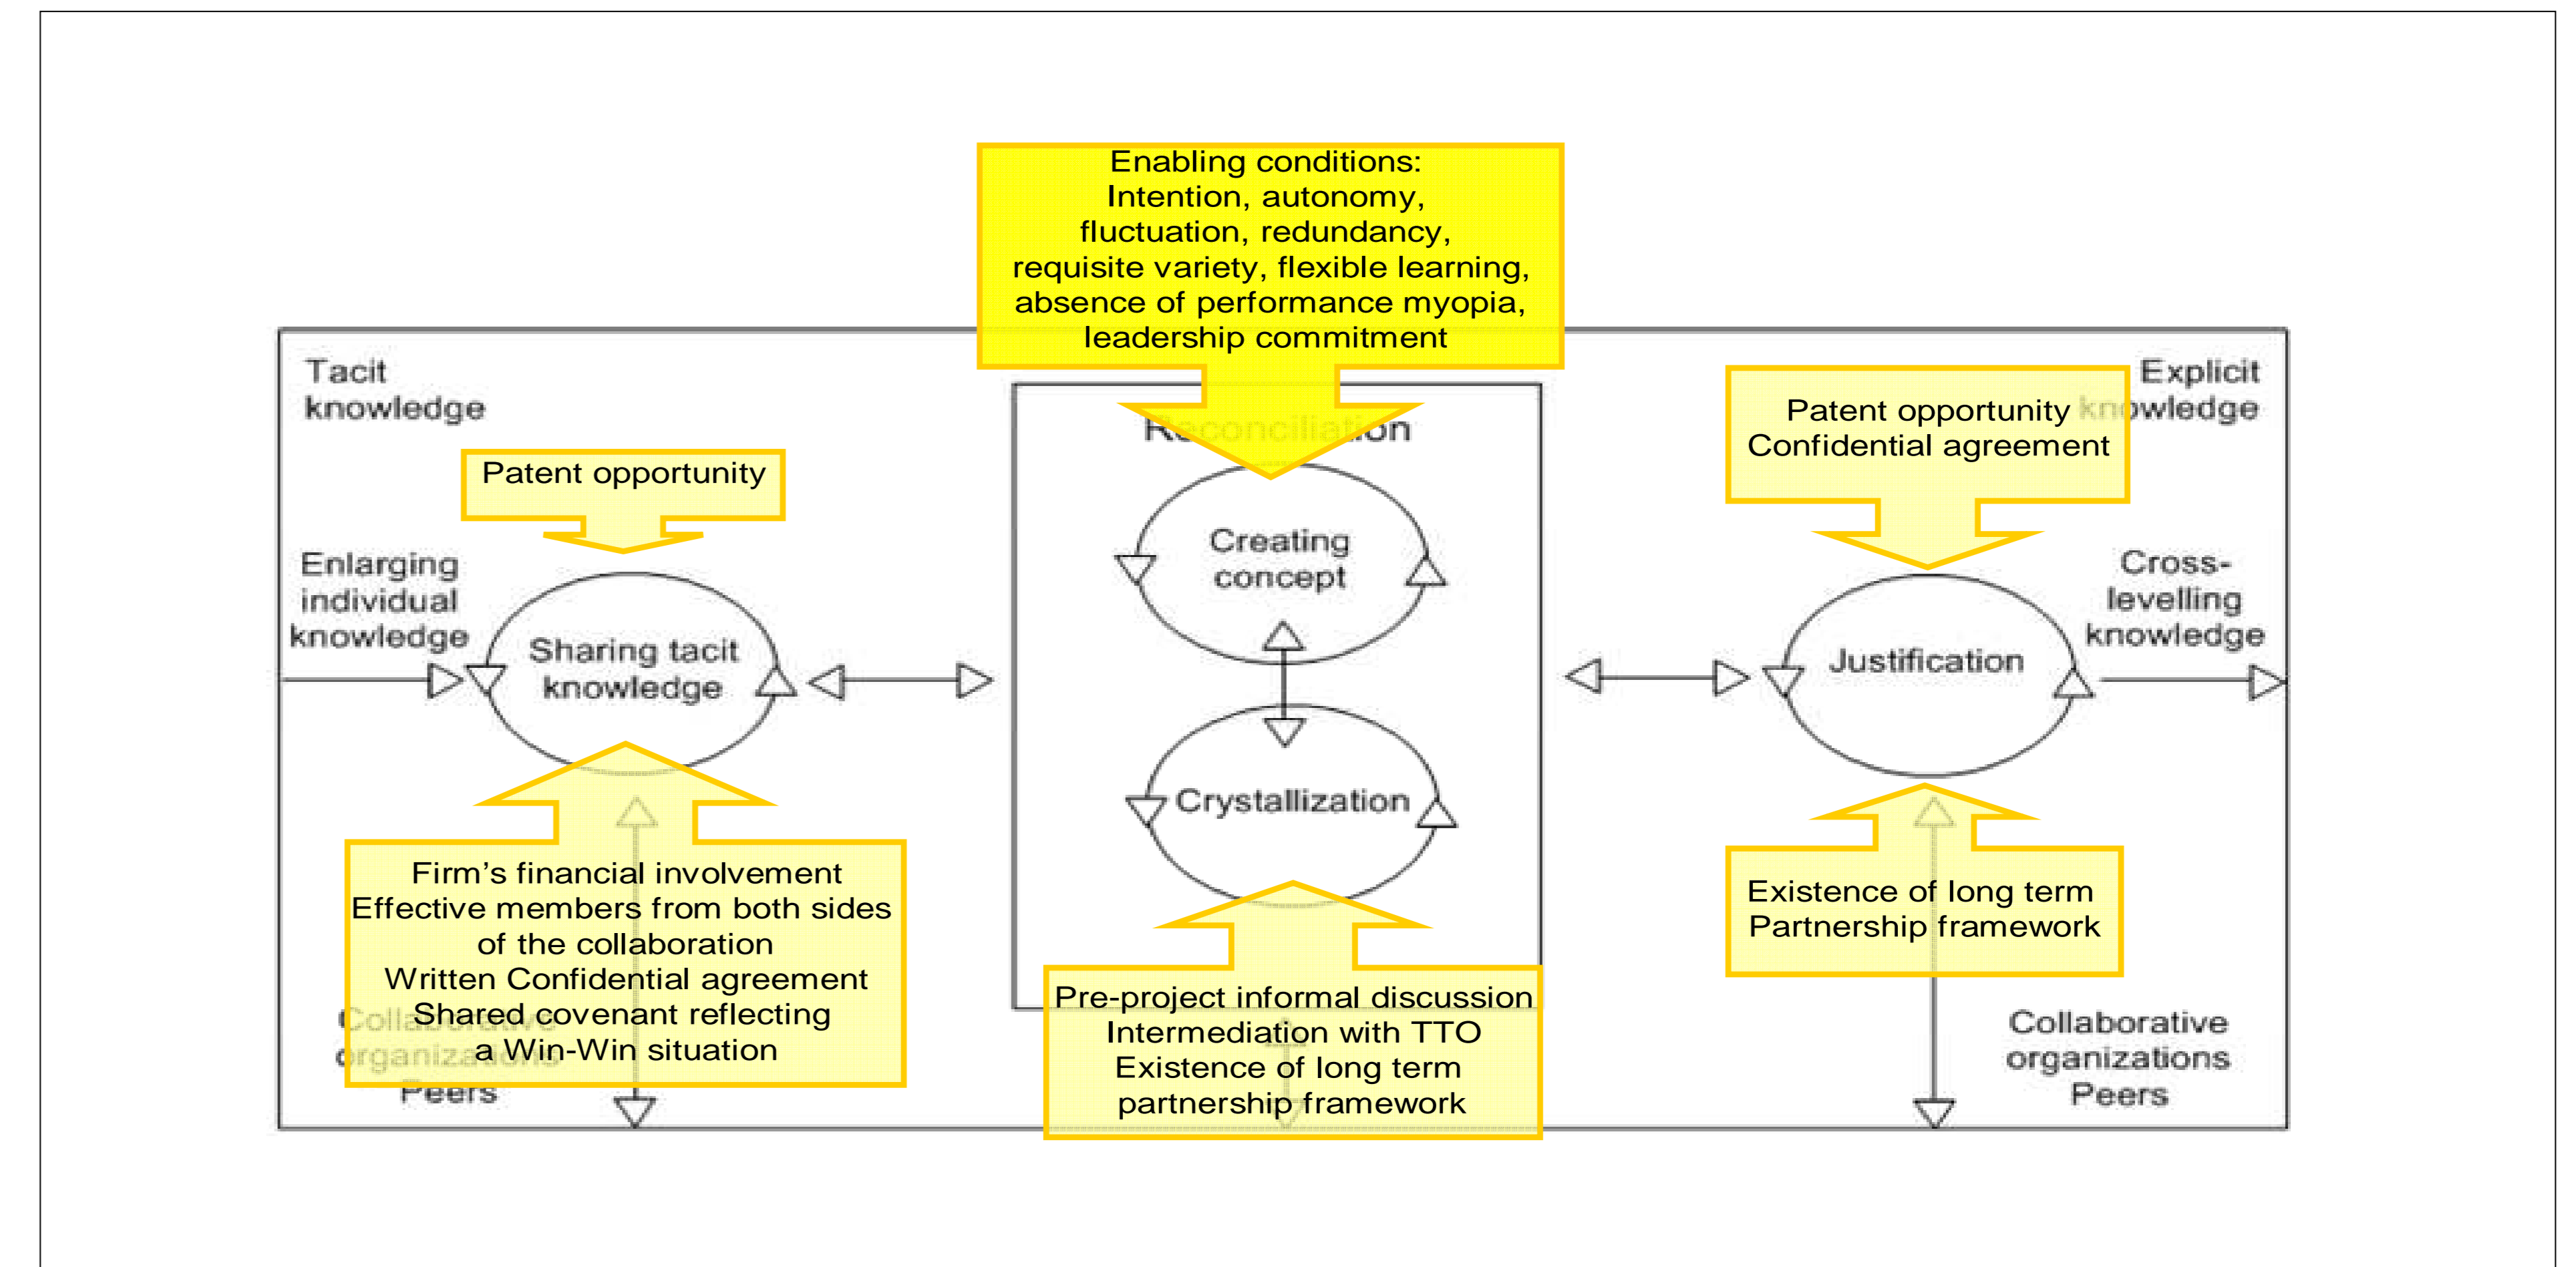 Enabling conditions:
Intention, autonomy,
fluctuation, redundancy,
requisite variety, flexible learning,
absence of performance myopia,
leadership commitment
Tacit
knowledge
Explicit
knowledge
Patent opportunity
Confidential agreement
Reconciliation
Patent opportunity
Enlarging
individual
knowledge
Sharing tacit
knowledge
Creating
concept
Crystallization
Justification
Cross-
levelling
knowledge
Firm’s financial involvement
Effective members from both sides
of the collaboration
Written Confidential agreement
Shared covenant reflecting
a Win-Win situation
Collaborative
organizations
Peers
Pre-project informal discussion
Intermediation with TTO
Existence of long term
partnership framework
Existence of long term
Partnership framework
Collaborative
organizations
Peers